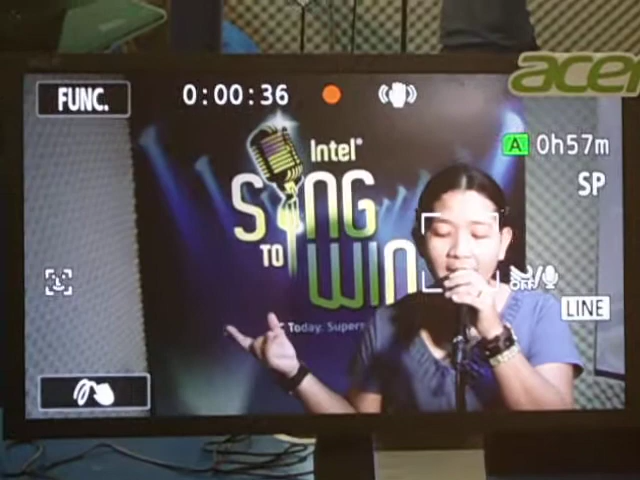 acer
FUNC.
0:00:36
A 0h57m
SP
Intel®
SING
TO
WIN
Today. Super
OFF/
LINE